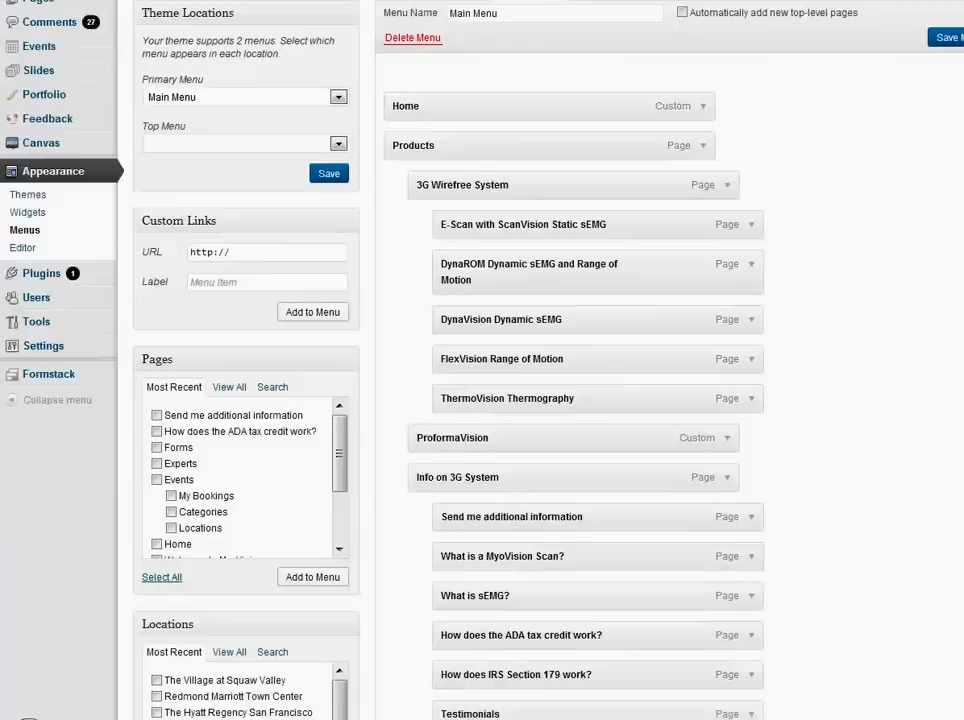 Comments 27
Events
Slides
Portfolio
Feedback
Canvas
Appearance
Themes
Widgets
Menus
Editor
Plugins 1
Users
Tools
Settings
Formstack
Collapse menu
Theme Locations
Your theme supports 2 menus. Select which
menu appears in each location.
Primary Menu
Main Menu
Top Menu
Save
Custom Links
URL http://
Label Menu Item
Add to Menu
Pages
Most Recent View All Search
Send me additional information
How does the ADA tax credit work?
Forms
Experts
Events
My Bookings
Categories
Locations
Home
Select All Add to Menu
Locations
Most Recent View All Search
The Village at Squaw Valley
Redmond Marriott Town Center
The Hyatt Regency San Francisco
Menu Name Main Menu Automatically add new top-level pages
Delete Menu Save M
Home Custom
Products Page
3G Wirefree System Page
E-Scan with ScanVision Static sEMG Page
DynaROM Dynamic sEMG and Range of Page
Motion
DynaVision Dynamic sEMG Page
FlexVision Range of Motion Page
ThermoVision Thermography Page
ProformaVision Custom
Info on 3G System Page
Send me additional information Page
What is a MyoVision Scan? Page
What is sEMG? Page
How does the ADA tax credit work? Page
How does IRS Section 179 work? Page
Testimonials Page